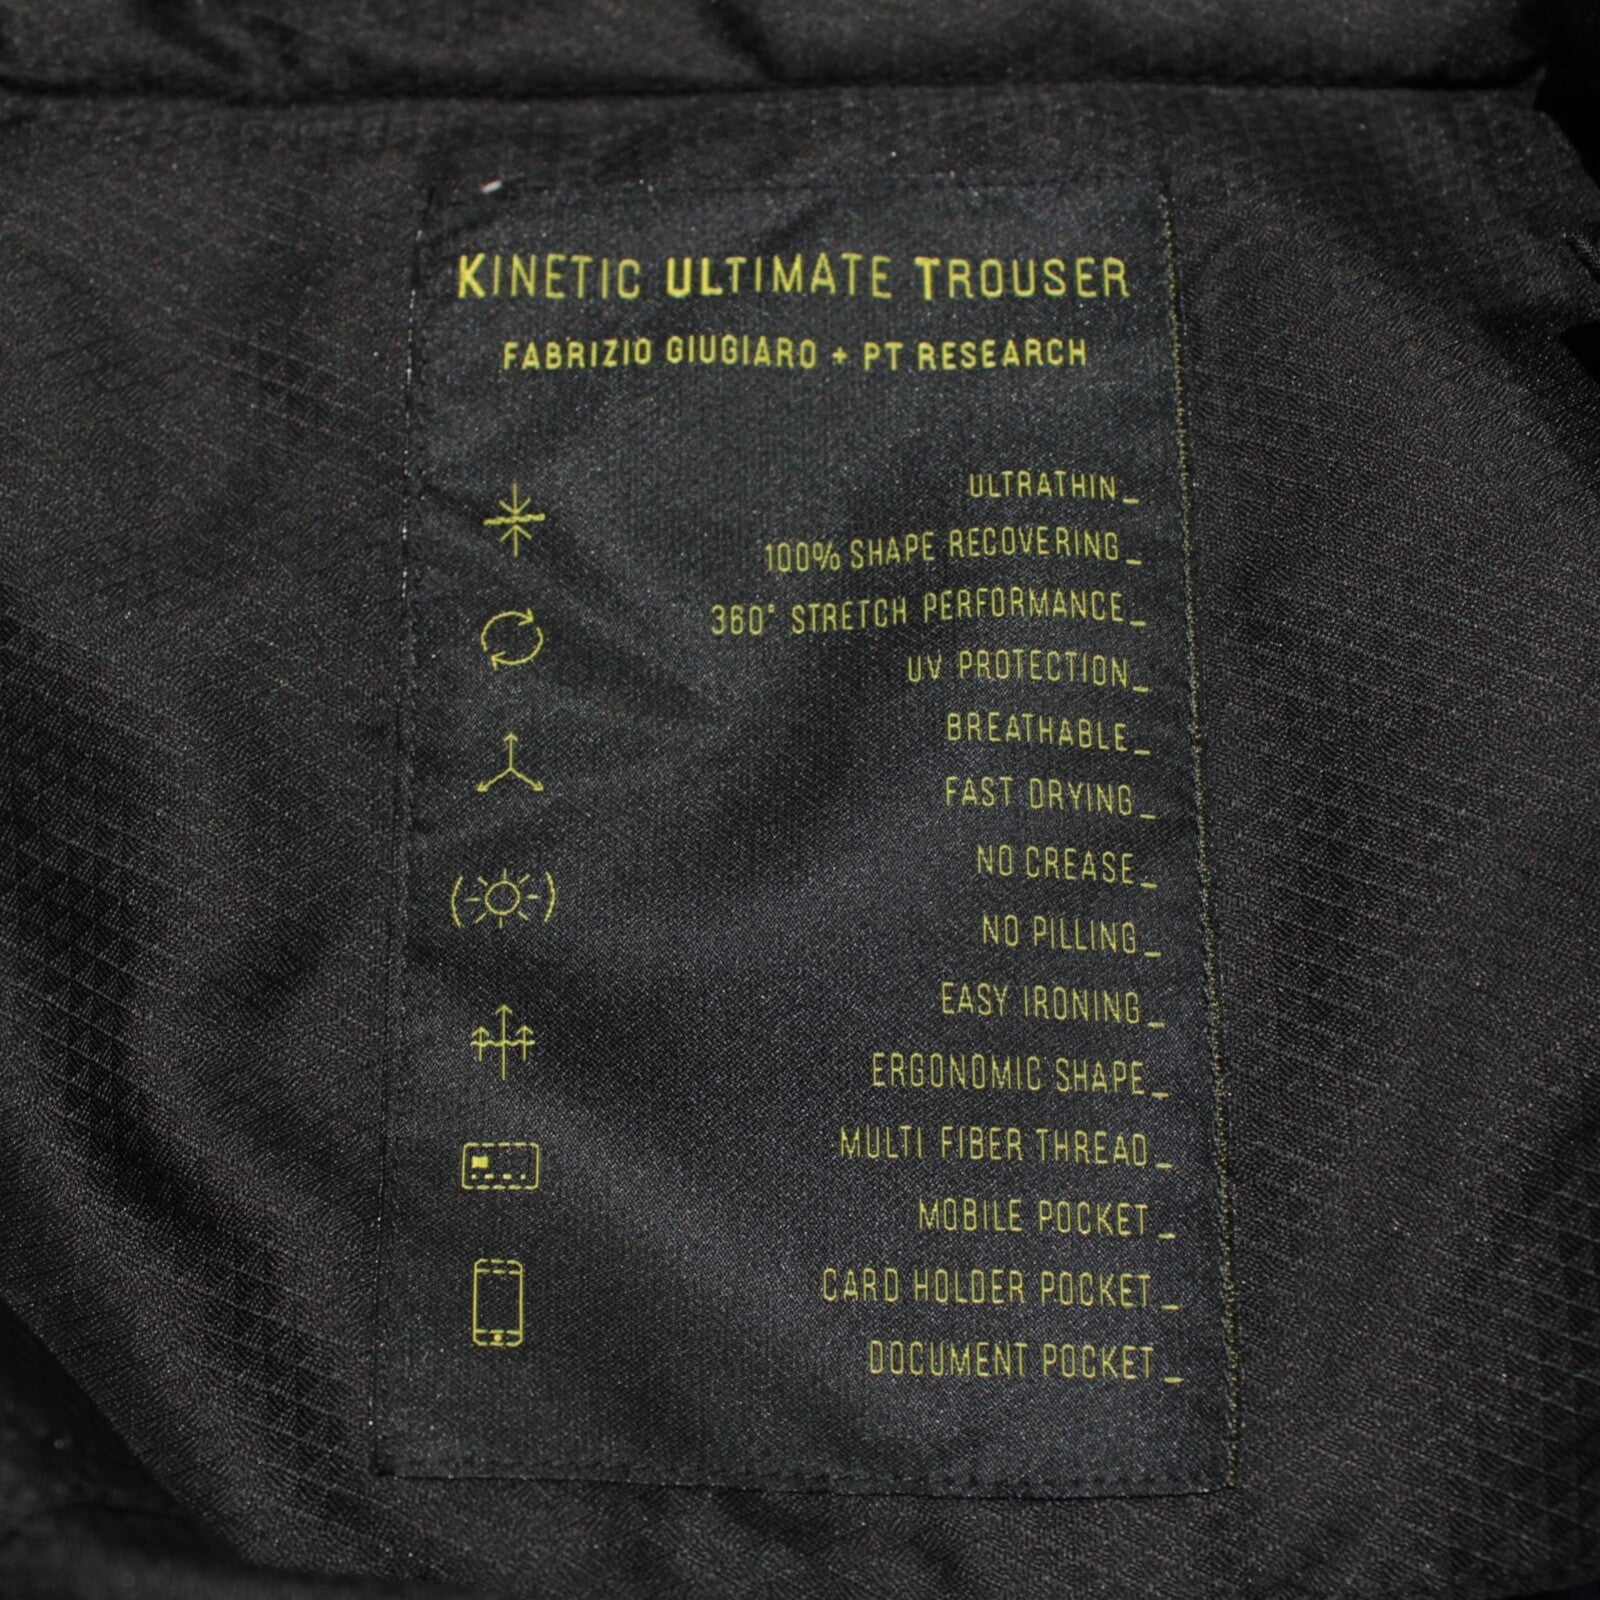 KINETIC ULTIMATE TROUSER
FABRIZIO GIUGIARO + PT RESEARCH
ULTRATHIN_
100% SHAPE RECOVERING_
360° STRETCH PERFORMANCE_
UV PROTECTION_
BREATHABLE_
FAST DRYING_
NO CREASE_
NO PILLING_
EASY IRONING_
ERGONOMIC SHAPE_
MULTI FIBER THREAD_
MOBILE POCKET_
CARD HOLDER POCKET_
DOCUMENT POCKET_